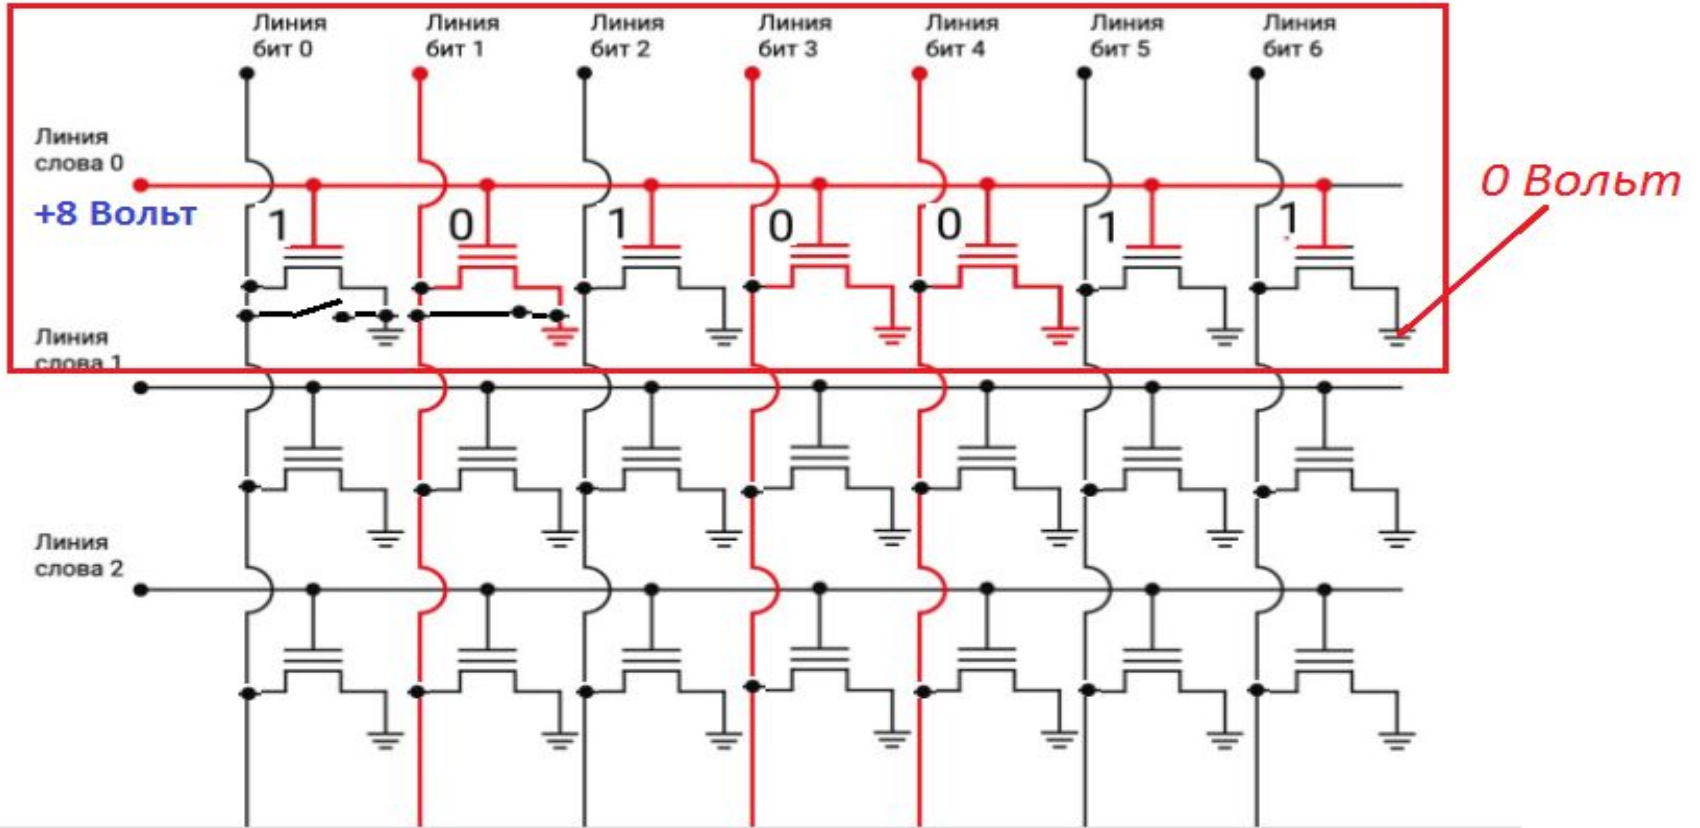 Линия
бит 0
Линия
бит 1
Линия
бит 2
Линия
бит 3
Линия
бит 4
Линия
бит 5
Линия
бит 6
Линия
слова 0
+8 Вольт
0 Вольт
1
0
1
0
0
1
1
Линия
слова 1
Линия
слова 2